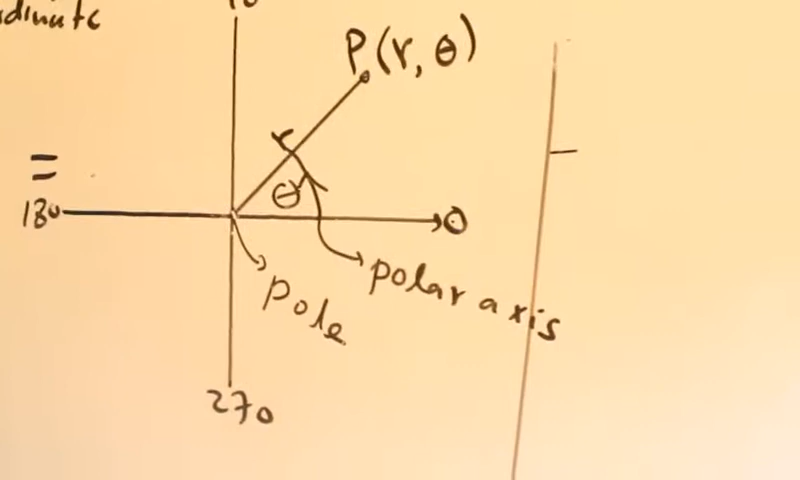 P(r, θ)
r
=
θ
180
0
polar axis
pole
270